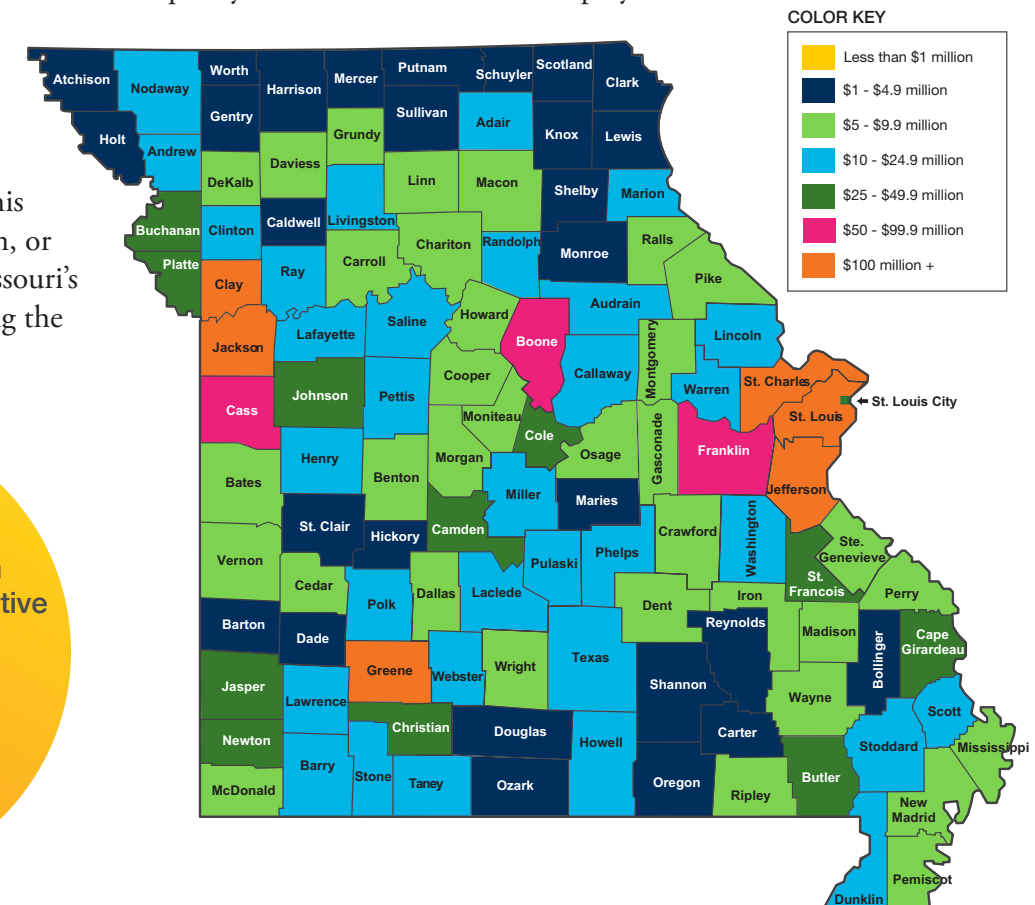 COLOR KEY
Less than $1 million
$1 - $4.9 million
$5 - $9.9 million
$10 - $24.9 million
$25 - $49.9 million
$50 - $99.9 million
$100 million +
Atchison
Nodaway
Worth
Harrison
Mercer
Putnam
Schuyler
Scotland
Clark
Gentry
Sullivan
Holt
Andrew
Grundy
Adair
Knox
Lewis
Daviess
DeKalb
Linn
Macon
Shelby
Marion
Buchanan
Clinton
Caldwell
Livingston
Chariton
Randolph
Monroe
Ralls
Platte
Clay
Ray
Carroll
Pike
Audrain
Howard
Saline
Lafayette
Jackson
Boone
Callaway
Montgomery
Lincoln
Cooper
Warren
St. Charles
St. Louis City
St. Louis
Cass
Johnson
Pettis
Moniteau
Cole
Osage
Gasconade
Franklin
Jefferson
Henry
Morgan
Bates
Benton
Miller
Maries
St. Clair
Hickory
Camden
Crawford
Washington
Ste.
Genevieve
Vernon
Cedar
Polk
Dallas
Laclede
Pulaski
Phelps
St.
Francois
Perry
Dent
Iron
Barton
Dade
Reynolds
Madison
Bollinger
Cape
Girardeau
Jasper
Greene
Webster
Wright
Texas
Shannon
Wayne
Lawrence
Scott
Newton
Christian
Douglas
Howell
Carter
Stoddard
Mississippi
McDonald
Barry
Stone
Taney
Ozark
Oregon
Ripley
Butler
New
Madrid
Pemiscot
Dunklin
his
n, or
ssouri's
g the
tive